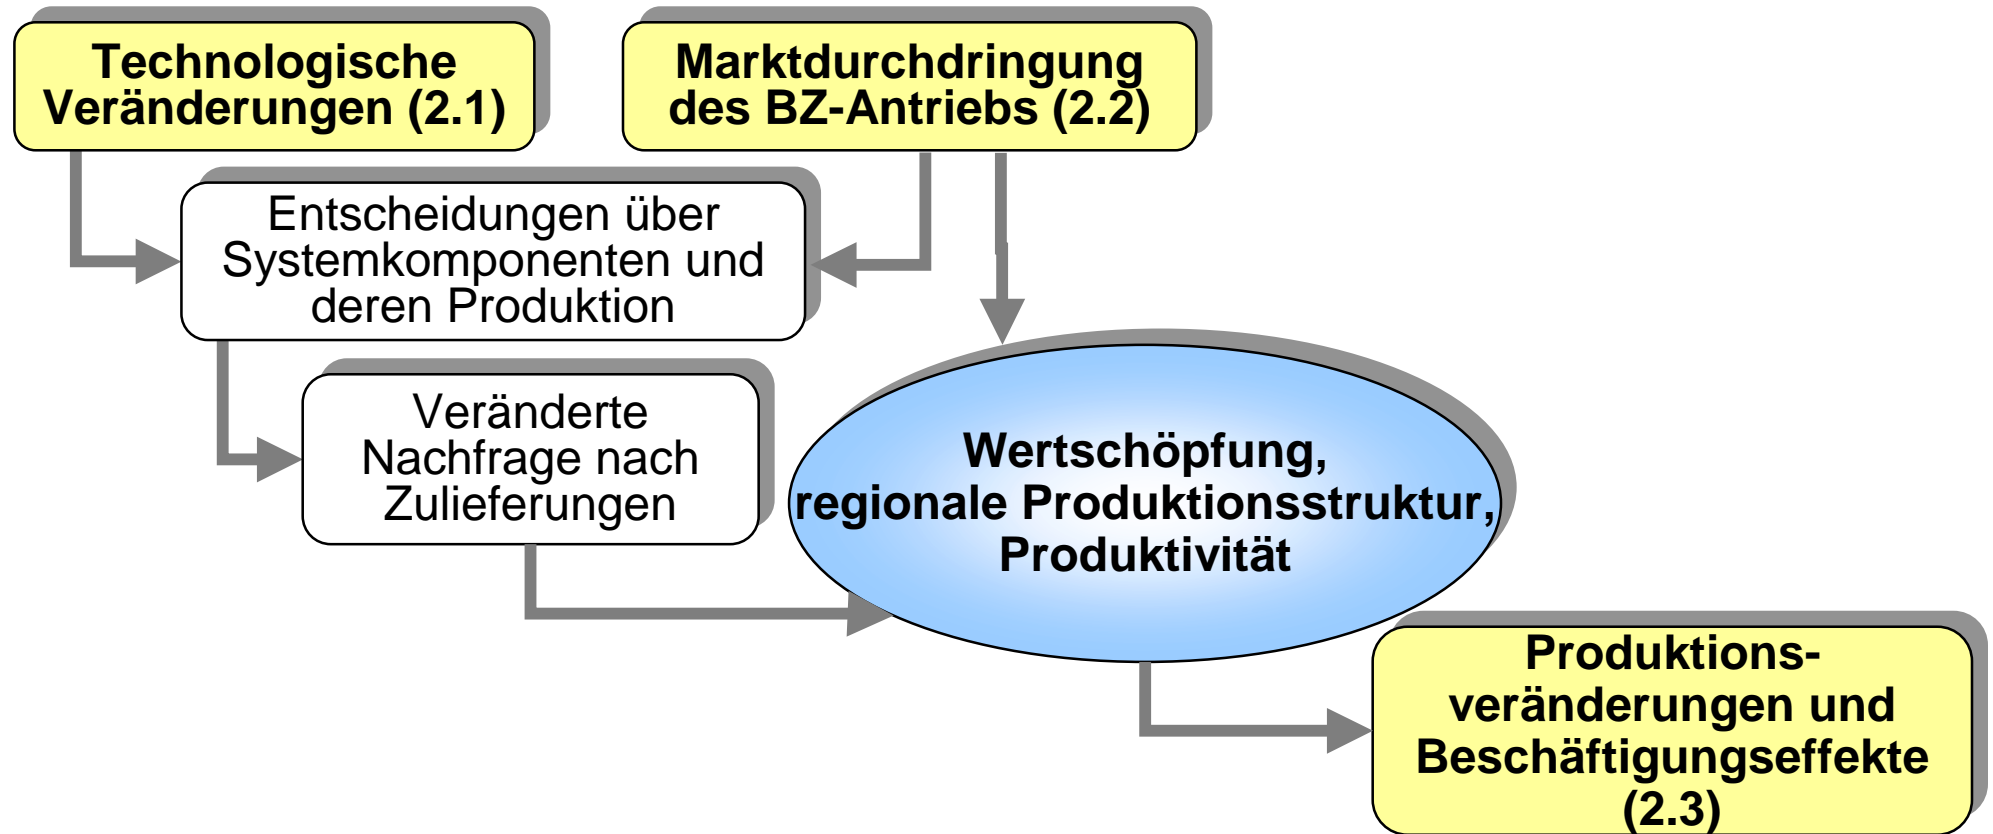 Technologische
Veränderungen (2.1)
Marktdurchdringung
des BZ-Antriebs (2.2)
Entscheidungen über
Systemkomponenten und
deren Produktion
Veränderte
Nachfrage nach
Zulieferungen
Wertschöpfung,
regionale Produktionsstruktur,
Produktivität
Produktions-
veränderungen und
Beschäftigungseffekte
(2.3)